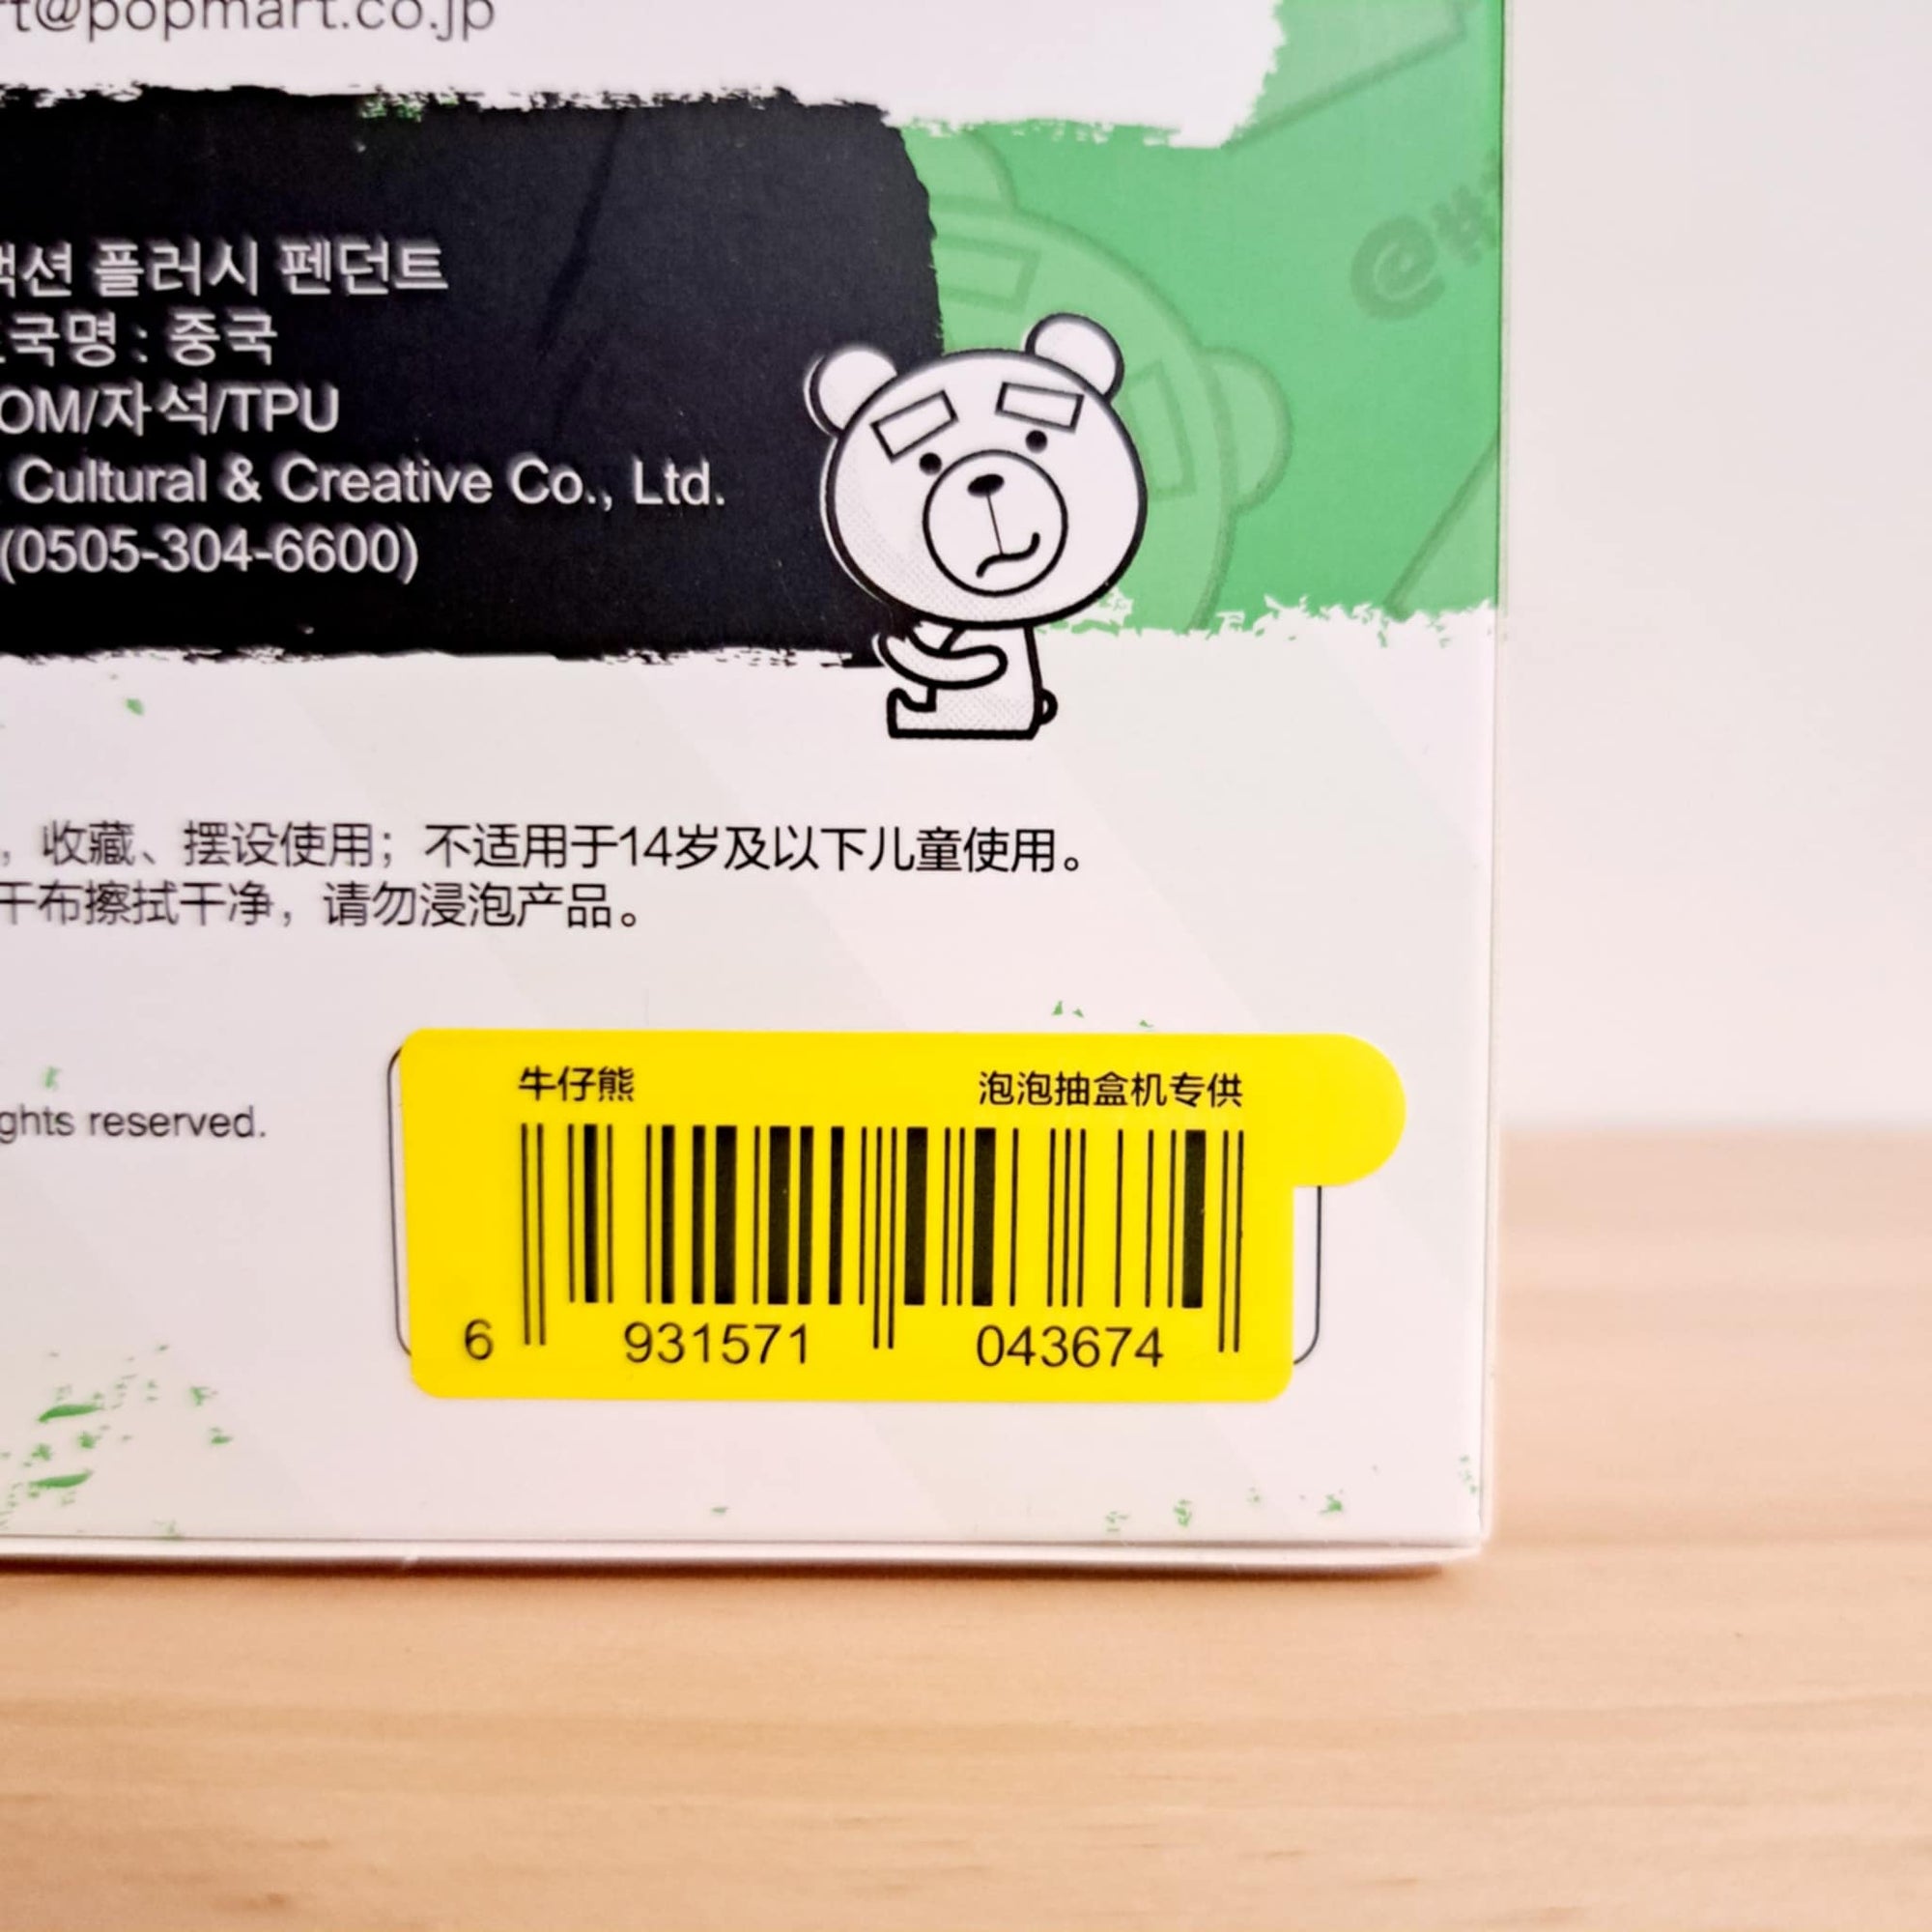 t@popmart.co.jp
@#
액션 플러시 펜던트
국명 : 중국
OM/자석/TPU
Cultural & Creative Co., Ltd.
(0505-304-6600)
，收藏、摆设使用；不适用于14岁及以下儿童使用。
干布擦拭干净，请勿浸泡产品。
ghts reserved.
牛仔熊 泡泡抽盒机专供
6 931571 043674